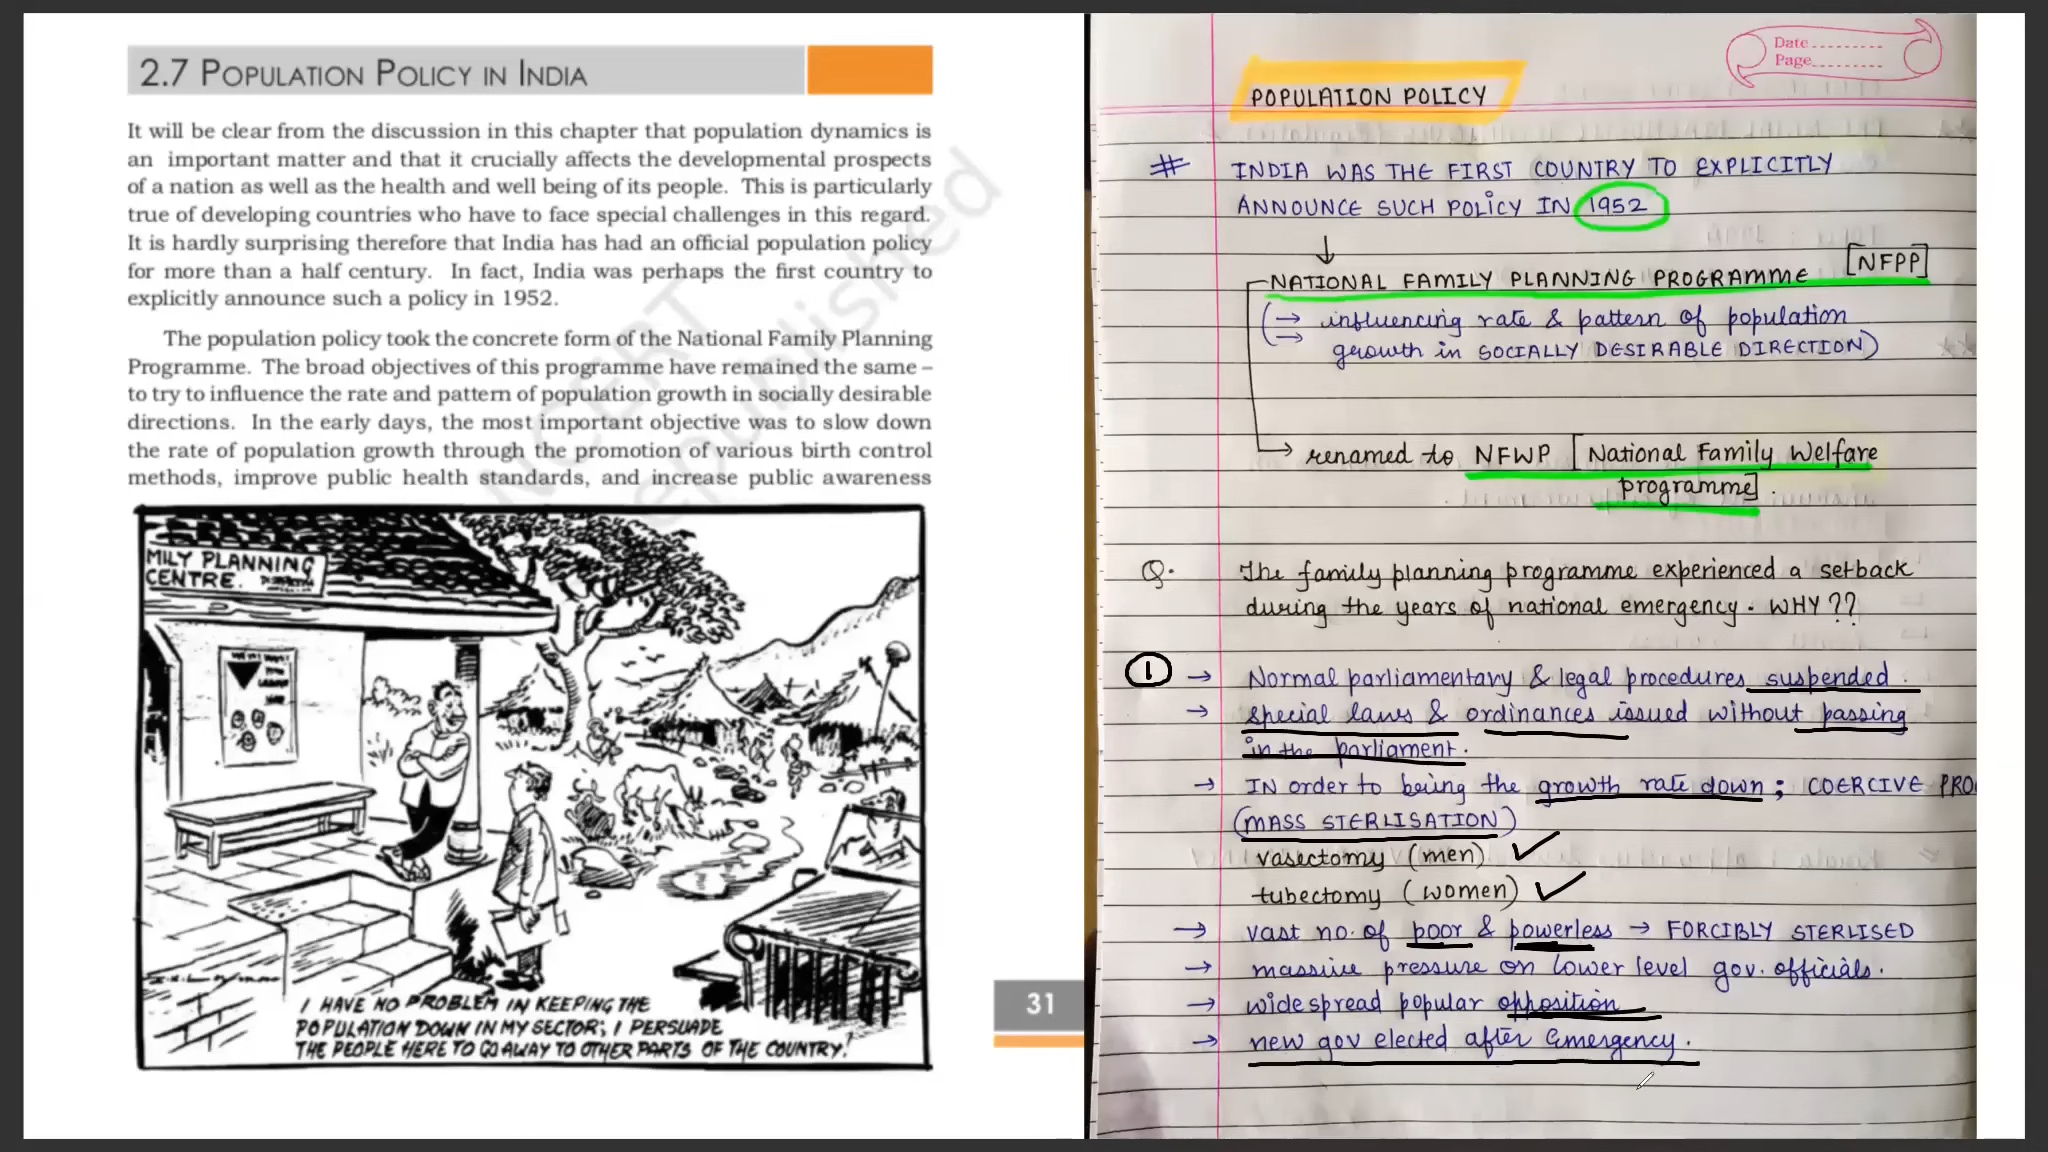 2.7 POPULATION POLICY IN INDIA
It will be clear from the discussion in this chapter that population dynamics is
an important matter and that it crucially affects the developmental prospects
of a nation as well as the health and well being of its people. This is particularly
true of developing countries who have to face special challenges in this regard.
It is hardly surprising therefore that India has had an official population policy
for more than a half century. In fact, India was perhaps the first country to
explicitly announce such a policy in 1952.
The population policy took the concrete form of the National Family Planning
Programme. The broad objectives of this programme have remained the same –
to try to influence the rate and pattern of population growth in socially desirable
directions. In the early days, the most important objective was to slow down
the rate of population growth through the promotion of various birth control
methods, improve public health standards, and increase public awareness
NCERT
republished
MILY PLANNING
CENTRE.
I HAVE NO PROBLEM IN KEEPING THE
POPULATION DOWN IN MY SECTOR; I PERSUADE
THE PEOPLE HERE TO GO AWAY TO OTHER PARTS OF THE COUNTRY!
31
Date
Page
POPULATION POLICY
# INDIA WAS THE FIRST COUNTRY TO EXPLICITLY
ANNOUNCE SUCH POLICY IN 1952
↓
NATIONAL FAMILY PLANNING PROGRAMME [NFPP]
(→ influencing rate & pattern of population
→ growth in SOCIALLY DESIRABLE DIRECTION)
→ renamed to NFWP [National Family Welfare
programme].
Q. The family planning programme experienced a setback
during the years of national emergency. WHY??
1 → Normal parliamentary & legal procedures suspended.
→ special laws & ordinances issued without passing
in the parliament.
→ IN order to being the growth rate down; COERCIVE PRO
(MASS STERLISATION)
vasectomy (men) ✓
tubectomy (women) ✓
→ vast no. of poor & powerless → FORCIBLY STERLISED
→ massive pressure on lower level gov. officials.
→ widespread popular opposition
→ new gov elected after Emergency.